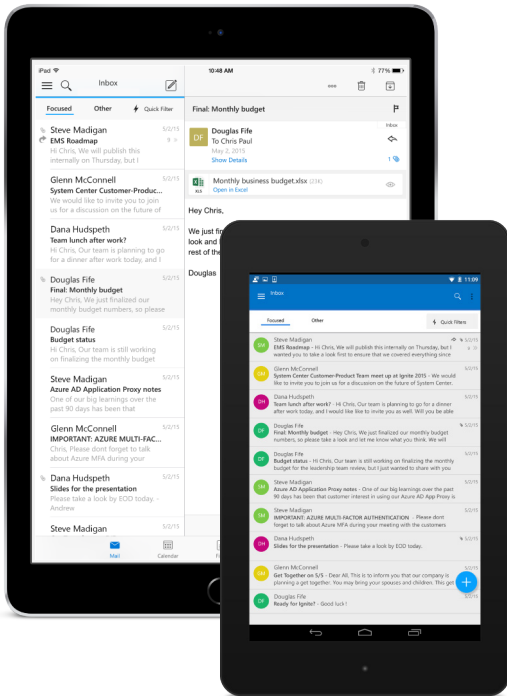 iPad
10:48 AM
77%
Inbox
Focused
Other
Quick Filter
Steve Madigan 5/2/15
EMS Roadmap 9 >
Hi Chris, We will publish this
internally on Thursday, but I
Glenn McConnell 5/2/15
System Center Customer-Produc...
We would like to invite you to join
us for a discussion on the future of
Dana Hudspeth 5/2/15
Team lunch after work?
Hi Chris, Our team is planning to go
for a dinner after work today, and I
Douglas Fife 5/2/15
Final: Monthly budget
Hey Chris, We just finalized our
monthly budget numbers, so please
Douglas Fife 5/2/15
Budget status
Hi Chris, Our team is still working
on finalizing the monthly budget
Steve Madigan 5/2/15
Azure AD Application Proxy notes
One of our big learnings over the
past 90 days has been that
Glenn McConnell 5/2/15
IMPORTANT: AZURE MULTI-FAC...
Chris, Please dont forget to talk
about Azure MFA during your
Dana Hudspeth 5/2/15
Slides for the presentation
Please take a look by EOD today. -
Andrew
Steve Madigan 5/2/15
Mail
Calendar
Final: Monthly budget
DF
Douglas Fife
To Chris Paul
May 2, 2015
Show Details
Inbox
1
XLS
Monthly business budget.xlsx (23K)
Open in Excel
Hey Chris,
We just fin
look and l
rest of the
Douglas
11:09
Inbox
Focused
Other
Quick Filters
SM
Steve Madigan 5/2/15
EMS Roadmap - Hi Chris, We will publish this internally on Thursday, but I
wanted you to take a look first to ensure that we covered everything since
GM
Glenn McConnell 5/2/15
System Center Customer-Product Team meet up at Ignite 2015 - We would
like to invite you to join us for a discussion on the future of System Center.
DH
Dana Hudspeth 5/2/15
Team lunch after work? - Hi Chris, Our team is planning to go for a dinner
after work today, and I would like to invite you as well. Will you be able
DF
Douglas Fife 5/2/15
Final: Monthly budget - Hey Chris, We just finalized our monthly budget
numbers, so please take a look and let me know what you think. We will
DF
Douglas Fife 5/2/15
Budget status - Hi Chris, Our team is still working on finalizing the monthly
budget for the leadership team review, but I just wanted to share with you
SM
Steve Madigan 5/2/15
Azure AD Application Proxy notes - One of our big learnings over the past
90 days has been that customer interest in using our Azure AD App Proxy is
SM
Steve Madigan 5/2/15
IMPORTANT: AZURE MULTI FACTOR AUTHENTICATION - Please dont
forget to talk about Azure MFA during your meeting with the customers
DH
Dana Hudspeth 5/2/15
Slides for the presentation - Please take a look by EOD today.
GM
Glenn McConnell 5/2/15
Get Together on 5/5 - Dear All, This is to inform you that our company is
planning a get together. You may bring your spouses and children. This get
DF
Douglas Fife 5/2/15
Ready for Ignite? - Good luck!